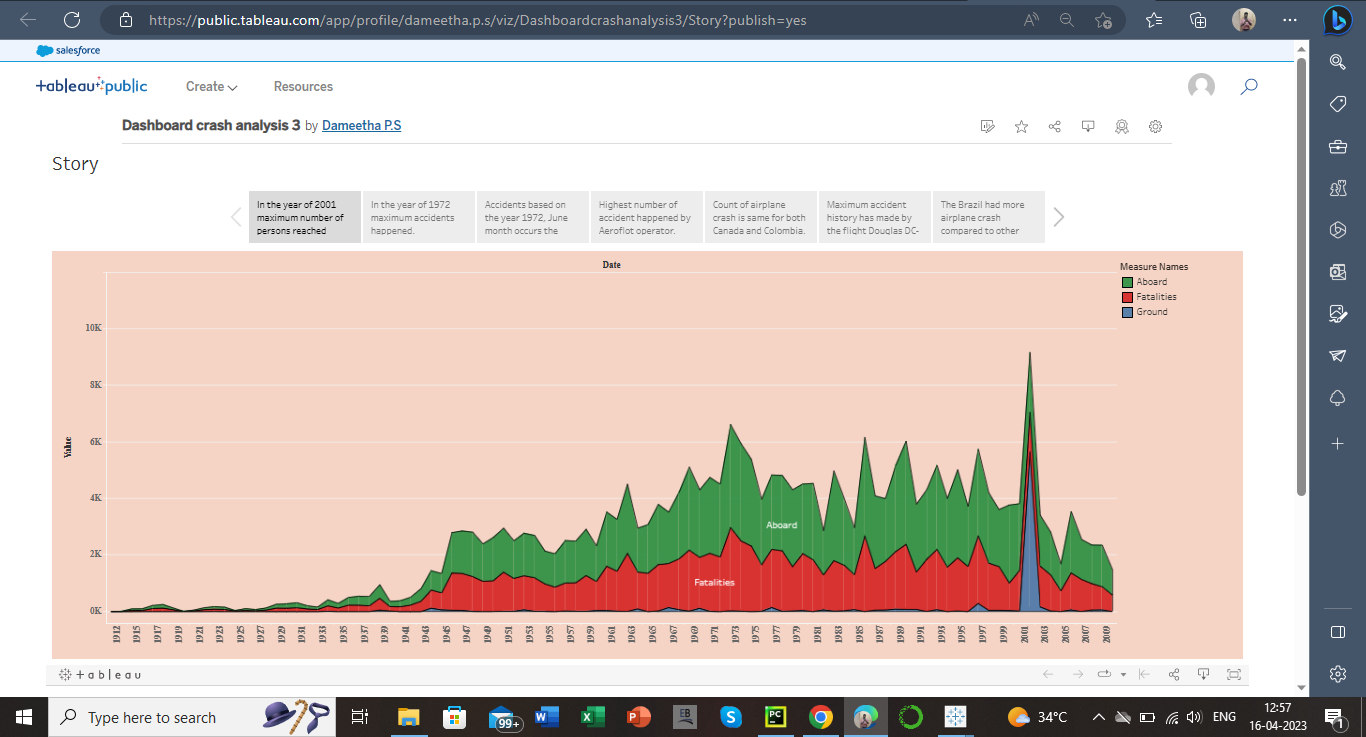 https://public.tableau.com/app/profile/dameetha.p.s/viz/Dashboardcrashanalysis3/Story?publish=yes
salesforce
+ableau public
Create
Resources
Dashboard crash analysis 3 by Dameetha P.S
Story
In the year of 2001
maximum number of
persons reached
In the year of 1972
maximum accidents
happened.
Accidents based on
the year 1972, June
month occurs the
Highest number of
accident happened by
Aeroflot operator.
Count of airplane
crash is same for both
Canada and Colombia.
Maximum accident
history has made by
the flight Douglas DC-
The Brazil had more
airplane crash
compared to other
Date
Measure Names
Aboard
Fatalities
Ground
Value
10K
8K
6K
4K
2K
0K
Aboard
Fatalities
1912 1915 1917 1919 1921 1923 1925 1927 1929 1931 1933 1935 1937 1939 1941 1943 1945 1947 1949 1951 1953 1955 1957 1959 1961 1963 1965 1967 1969 1971 1973 1975 1977 1979 1981 1983 1985 1987 1989 1991 1993 1995 1997 1999 2001 2003 2005 2007 2009
+ableau
Type here to search
99+
EB
PC
34°C
ENG
12:57
16-04-2023
1